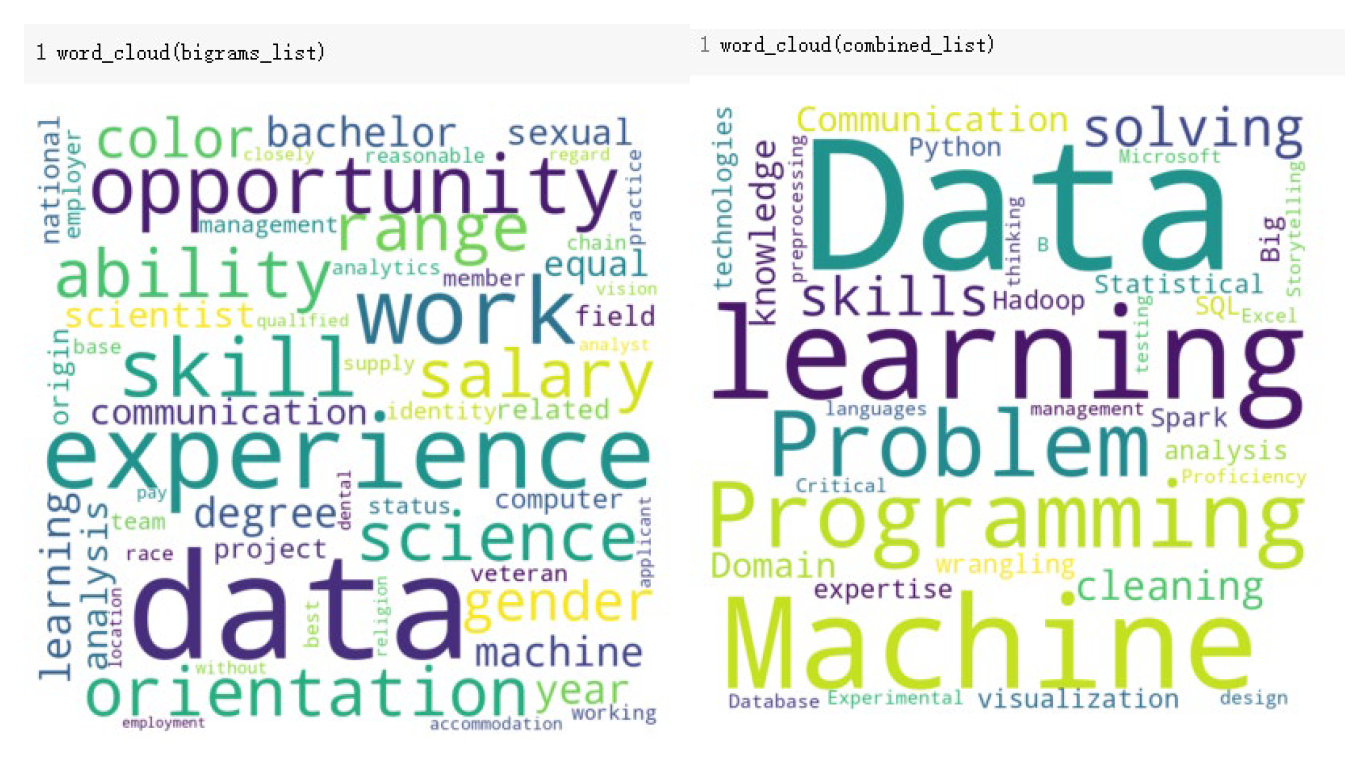 1 word_cloud(bigrams_list)
national
employer
color
bachelor
sexual
closely
reasonable
regard
opportunity
practice
management
range
chain
ability
analytics
member
equal
vision
scientist
qualified
work
field
origin
base
skill
supply
salary
analyst
communication
identity
related
experience
learning
analysis
pay
team
degree
dental
status
computer
science
applicant
race
project
location
data
best
religion
veteran
gender
machine
without
orientation
year
working
employment
accommodation
1 word_cloud(combined_list)
technologies
Communication
solving
knowledge
preprocessing
Python
Microsoft
Data
thinking
B
Big
Storytelling
skills
Hadoop
Statistical
SQL
Excel
learning
testing
languages
management
Spark
Problem
analysis
Critical
Proficiency
Programming
Domain
wrangling
expertise
cleaning
Machine
Database
Experimental
visualization
design